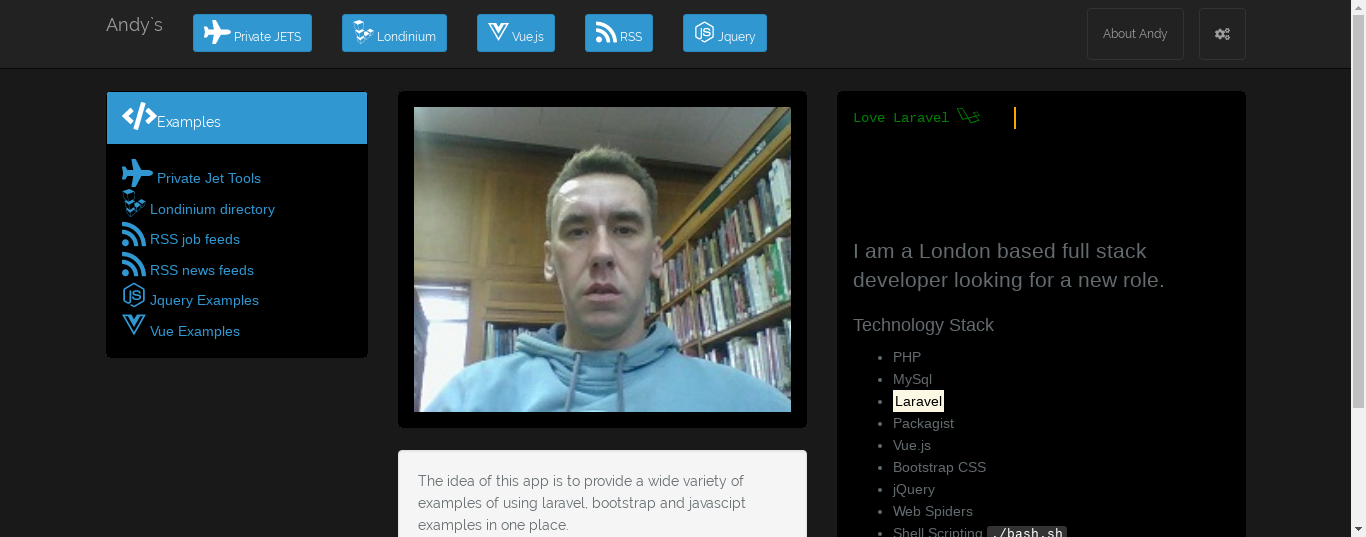 Andy`s
Private JETS
Londinium
Vue.js
RSS
Jquery
About Andy
Examples
Private Jet Tools
Londinium directory
RSS job feeds
RSS news feeds
Jquery Examples
Vue Examples
The idea of this app is to provide a wide variety of
examples of using laravel, bootstrap and javascipt
examples in one place.
Love Laravel
I am a London based full stack
developer looking for a new role.
Technology Stack
PHP
MySql
Laravel
Packagist
Vue.js
Bootstrap CSS
jQuery
Web Spiders
Shell Scripting ./bash.sh